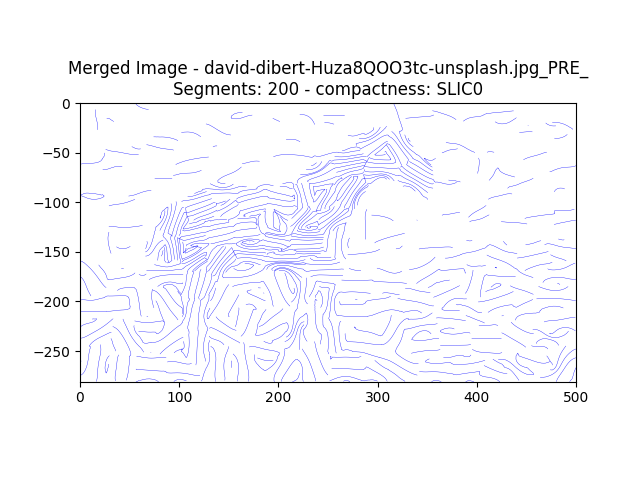 Merged Image - david-dibert-Huza8QOO3tc-unsplash.jpg_PRE_
Segments: 200 - compactness: SLIC0
0
−50
−100
−150
−200
−250
0 100 200 300 400 500